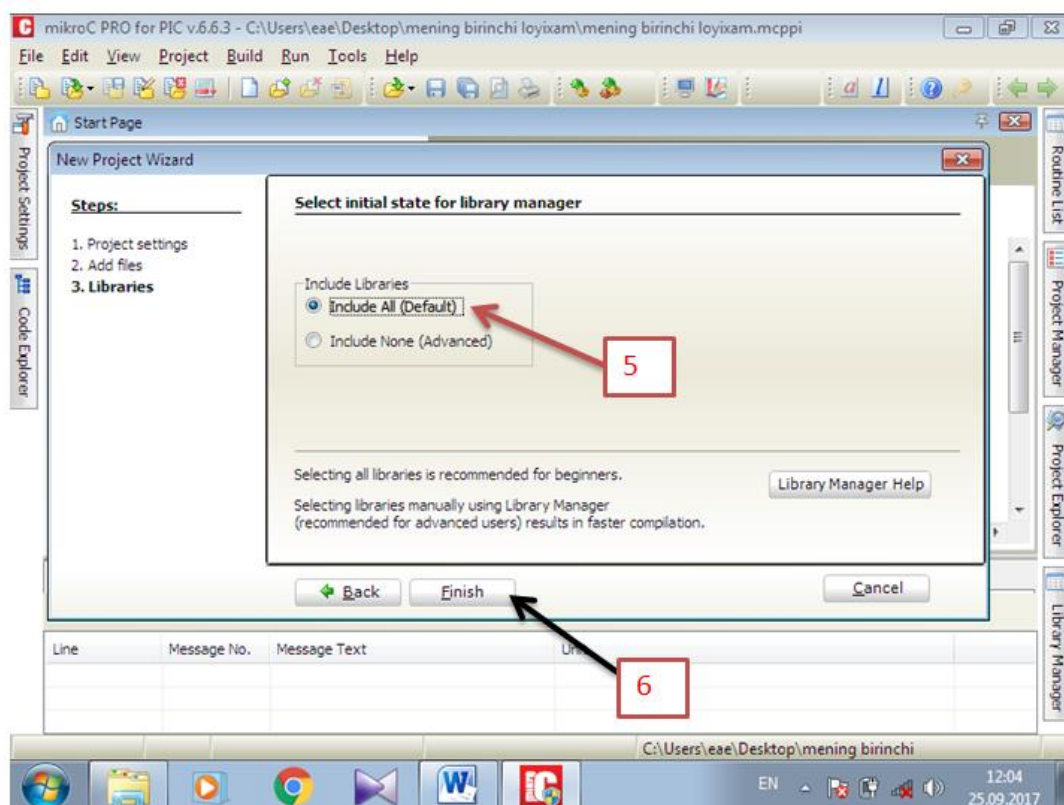 mikroC PRO for PIC v.6.6.3 - C:\Users\eae\Desktop\mening birinchi loyixam\mening birinchi loyixam.mcppi
File Edit View Project Build Run Tools Help
Start Page
New Project Wizard
Steps:
1. Project settings
2. Add files
3. Libraries
Select initial state for library manager
Include Libraries
Include All (Default)
Include None (Advanced)
5
Selecting all libraries is recommended for beginners.
Selecting libraries manually using Library Manager
(recommended for advanced users) results in faster compilation.
Library Manager Help
Back
Finish
Cancel
6
Line Message No. Message Text
C:\Users\eae\Desktop\mening birinchi
EN
12:04
25.09.2017
Project Settings
Code Explorer
Routine List
Project Manager
Project Explorer
Library Manager